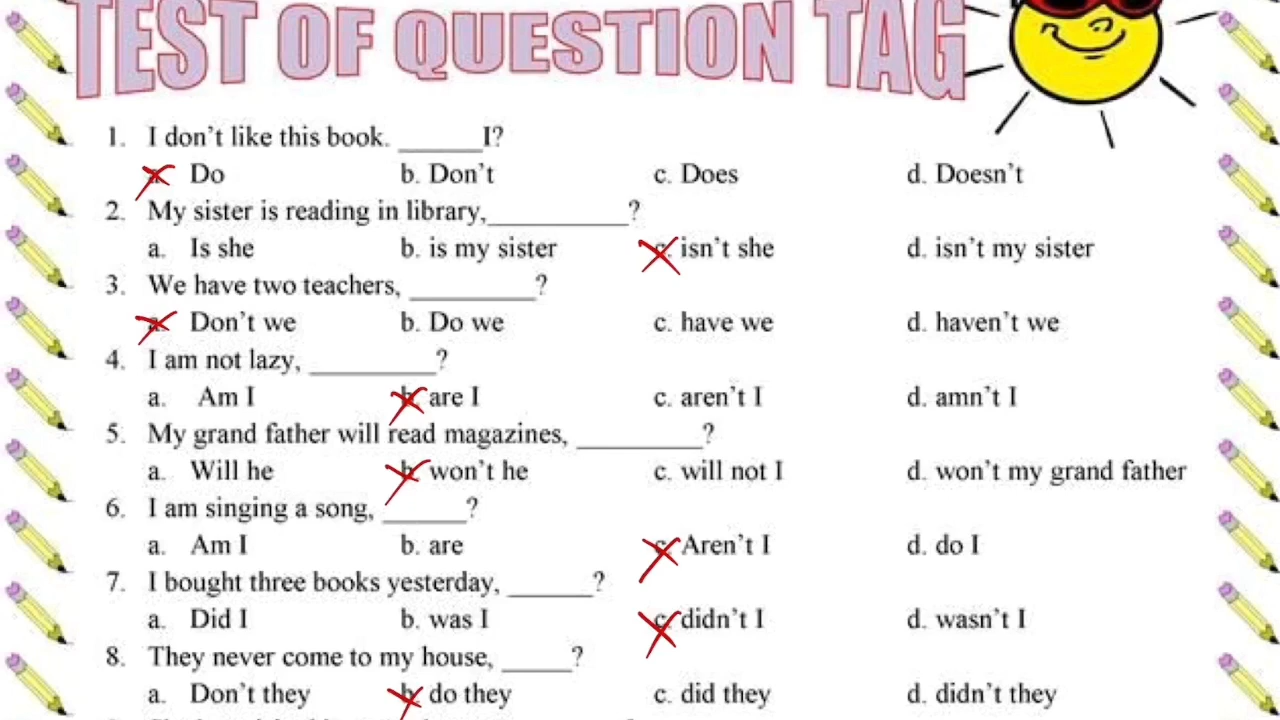 TEST OF QUESTION TAG
1. I don't like this book. ______I?
a. Do b. Don't c. Does d. Doesn't
2. My sister is reading in library,__________?
a. Is she b. is my sister c. isn't she d. isn't my sister
3. We have two teachers, _________?
a. Don't we b. Do we c. have we d. haven't we
4. I am not lazy, _________?
a. Am I b. are I c. aren't I d. amn't I
5. My grand father will read magazines, _________?
a. Will he b. won't he c. will not I d. won't my grand father
6. I am singing a song, ______?
a. Am I b. are c. Aren't I d. do I
7. I bought three books yesterday, ______?
a. Did I b. was I c. didn't I d. wasn't I
8. They never come to my house, _____?
a. Don't they b. do they c. did they d. didn't they